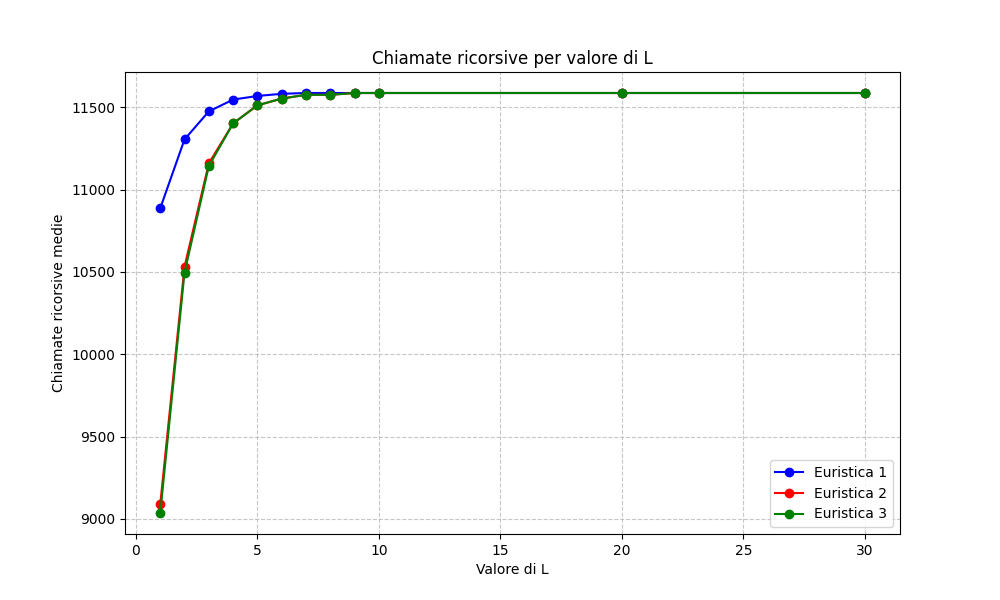 Chiamate ricorsive per valore di L
Chiamate ricorsive medie
11500
11000
10500
10000
9500
9000
0 5 10 15 20 25 30
Valore di L
Euristica 1
Euristica 2
Euristica 3